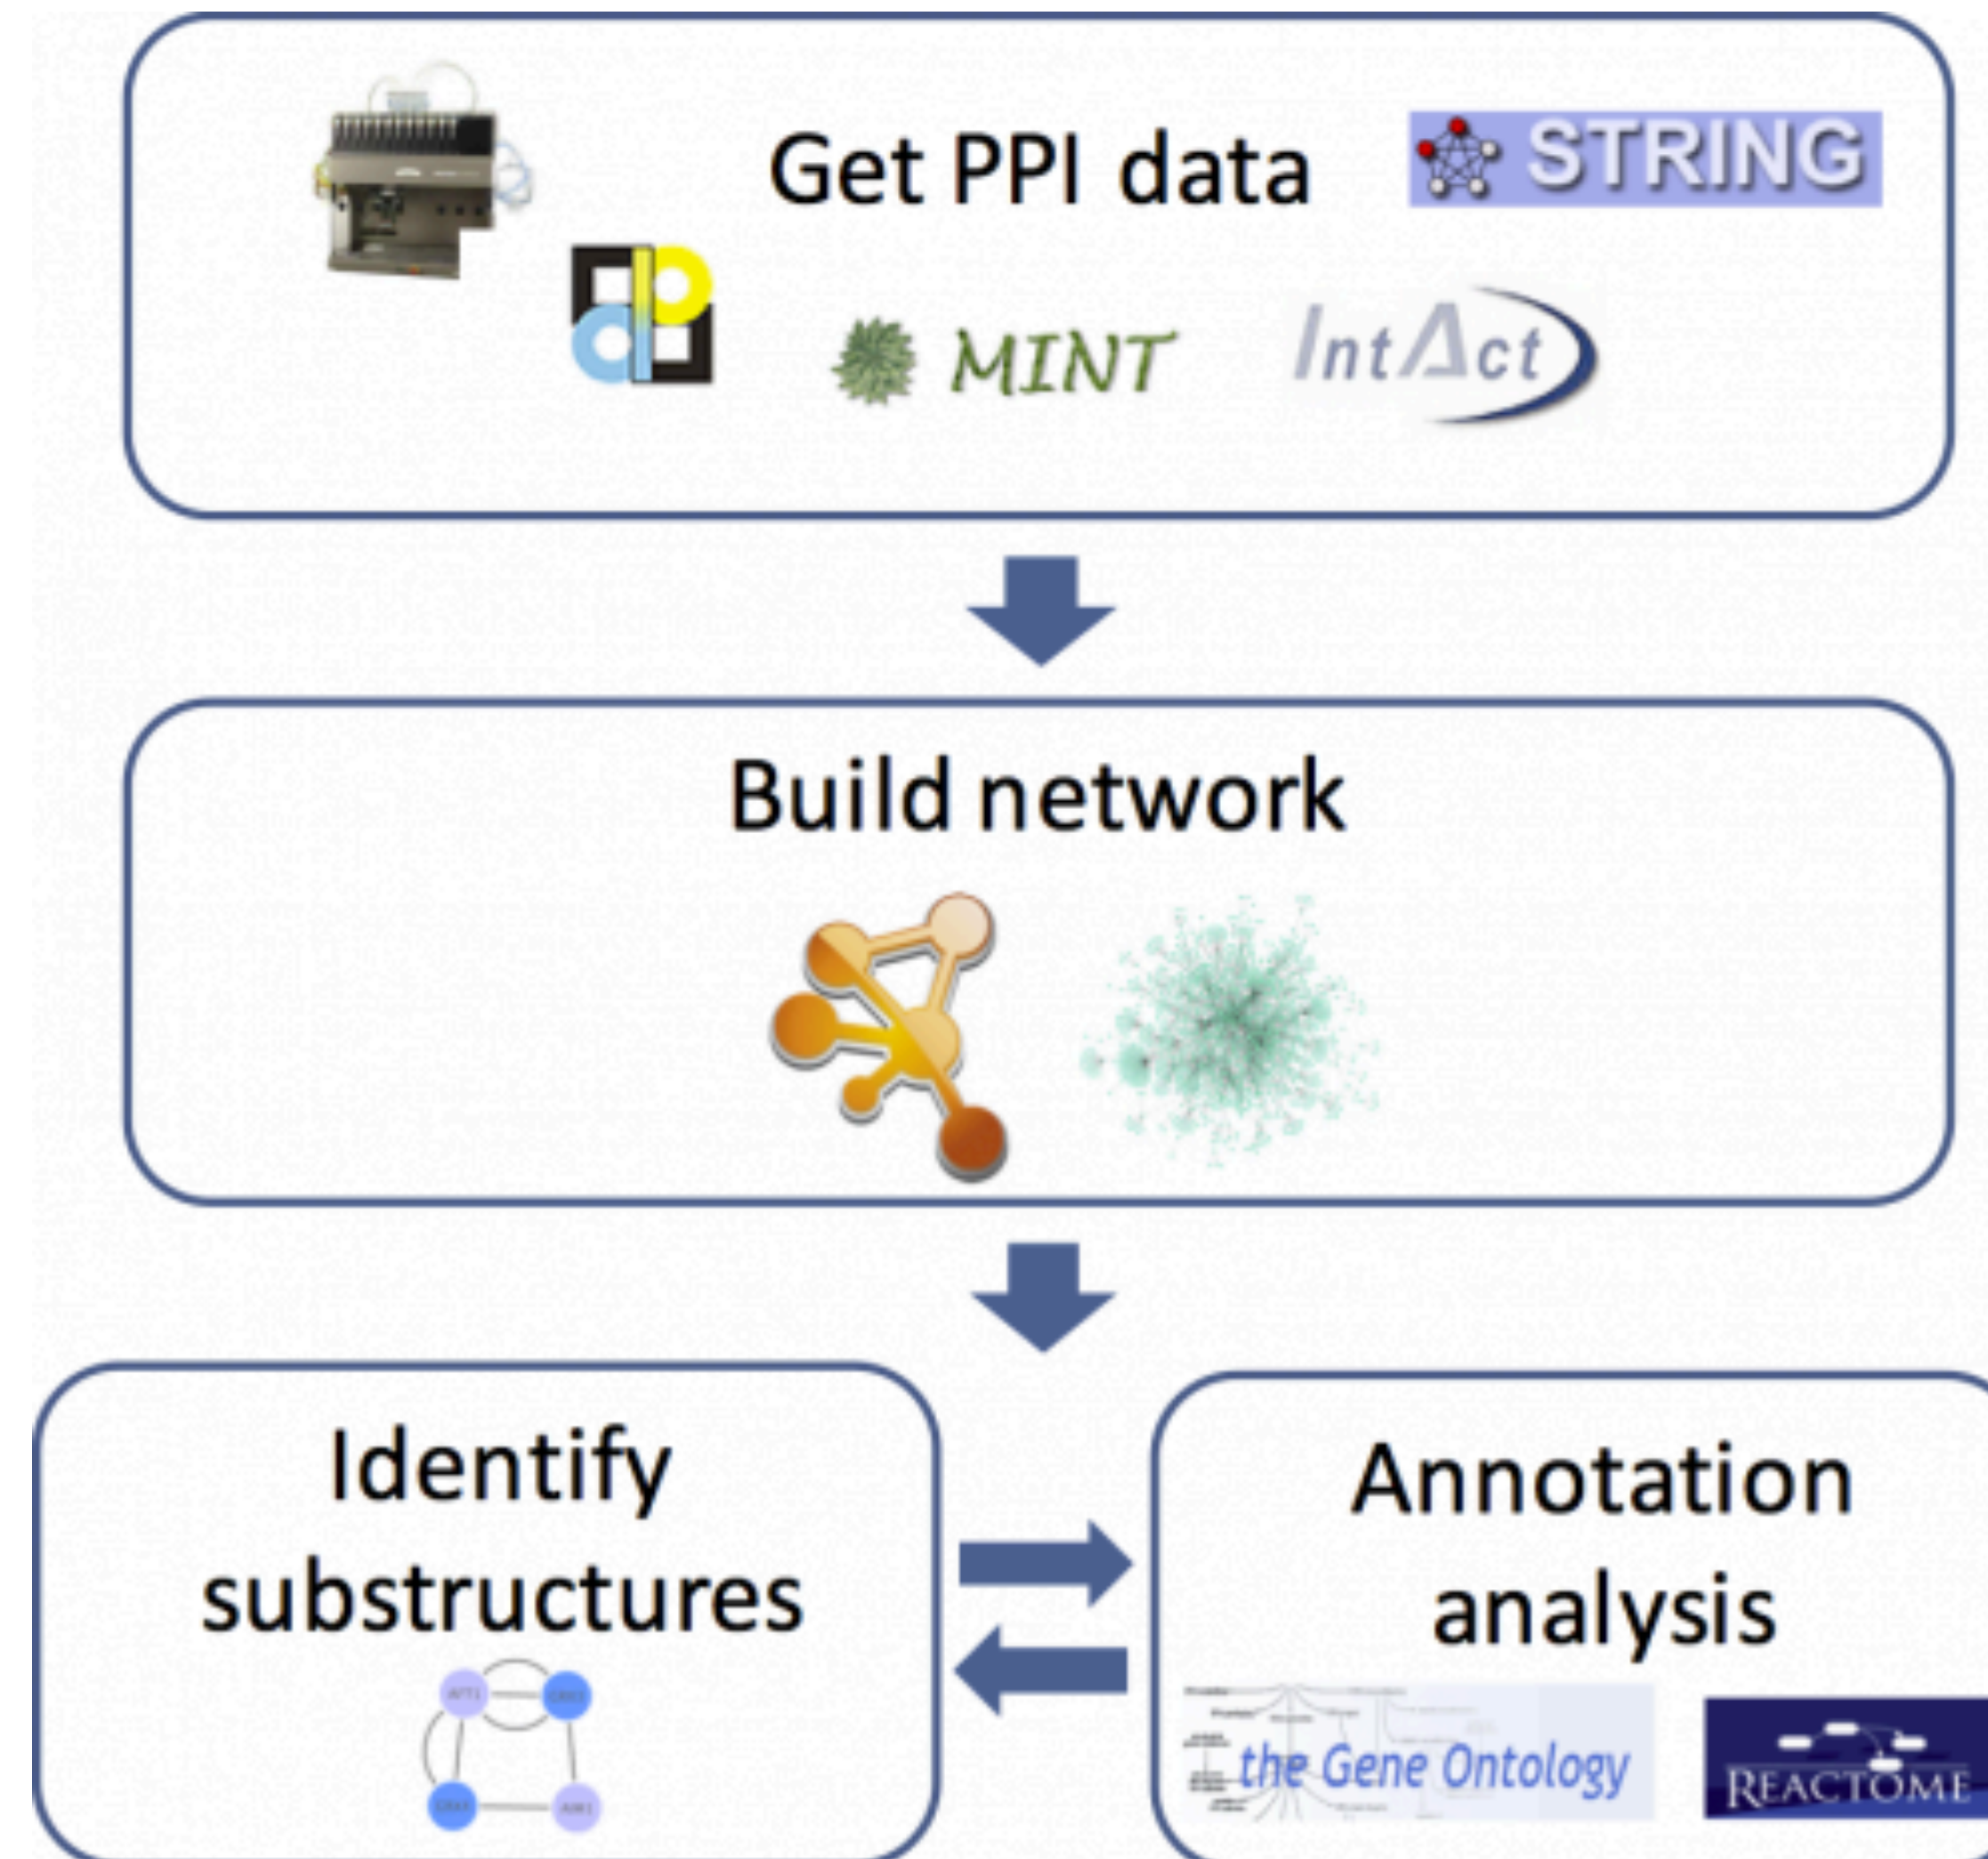 Get PPI data
STRING
MINT
IntAct
Build network
Identify
substructures
Annotation
analysis
the Gene Ontology
REACTOME